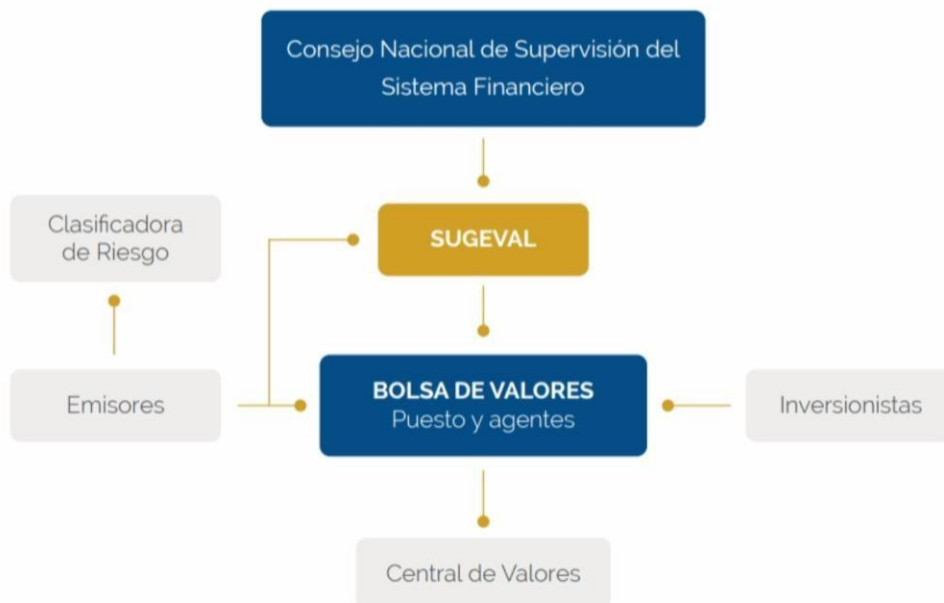 Consejo Nacional de Supervisión del
Sistema Financiero
Clasificadora
de Riesgo
SUGEVAL
Emisores
BOLSA DE VALORES
Puesto y agentes
Inversionistas
Central de Valores